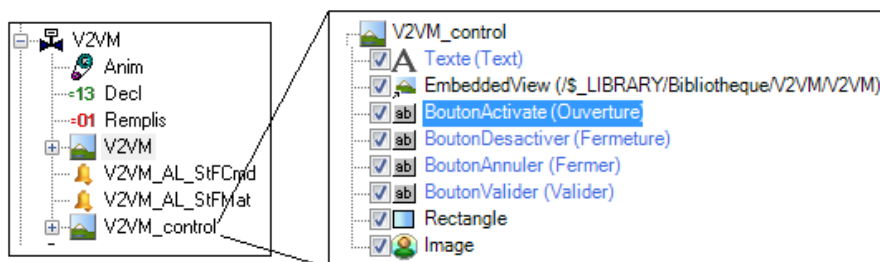 V2VM
Anim
=13 Decl
=01 Remplis
V2VM
V2VM_AL_StFCmd
V2VM_AL_StFMat
V2VM_control
V2VM_control
A Texte (Text)
EmbeddedView (/$_LIBRARY/Bibliotheque/V2VM/V2VM)
ab BoutonActivate (Ouverture)
ab BoutonDesactiver (Fermeture)
ab BoutonAnnuler (Fermer)
ab BoutonValider (Valider)
Rectangle
Image